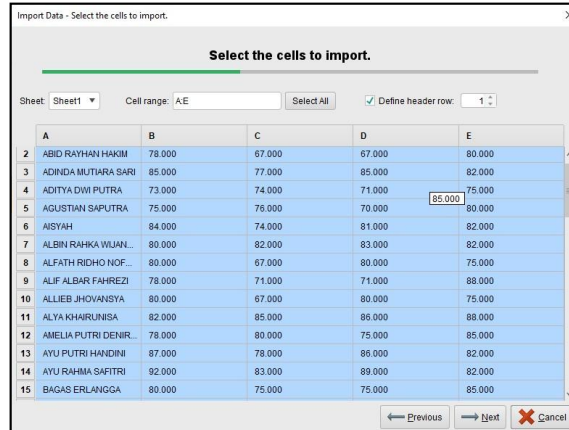 Import Data - Select the cells to import.
Select the cells to import.
Sheet: Sheet1 Cell range: A:E Select All Define header row: 1
A B C D E
2 ABID RAYHAN HAKIM 78.000 67.000 67.000 80.000
3 ADINDA MUTIARA SARI 85.000 77.000 85.000 82.000
4 ADITYA DWI PUTRA 73.000 74.000 71.000 75.000
85.000
5 AGUSTIAN SAPUTRA 75.000 76.000 70.000 80.000
6 AISYAH 84.000 74.000 81.000 82.000
7 ALBIN RAHKA WIJAN... 80.000 82.000 83.000 82.000
8 ALFATH RIDHO NOF... 80.000 67.000 80.000 75.000
9 ALIF ALBAR FAHREZI 78.000 71.000 71.000 88.000
10 ALLIEB JHOVANSYA 80.000 67.000 80.000 75.000
11 ALYA KHAIRUNISA 82.000 85.000 86.000 88.000
12 AMELIA PUTRI DENIR... 78.000 80.000 75.000 85.000
13 AYU PUTRI HANDINI 87.000 78.000 86.000 82.000
14 AYU RAHMA SAFITRI 92.000 83.000 89.000 82.000
15 BAGAS ERLANGGA 80.000 75.000 75.000 85.000
Previous Next Cancel